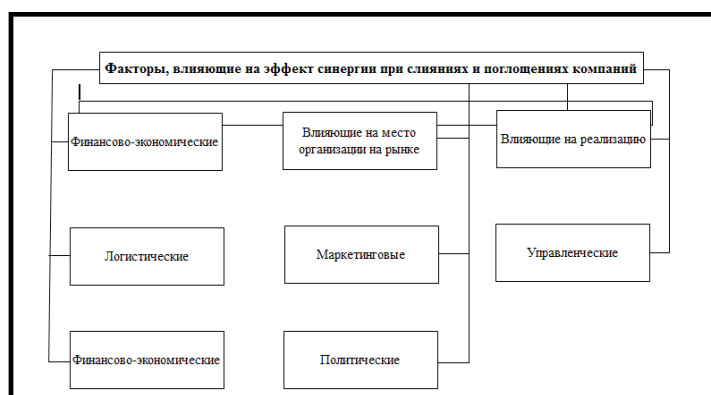 Факторы, влияющие на эффект синергии при слияниях и поглощениях компаний
Финансово-экономические
Влияющие на место
организации на рынке
Влияющие на реализацию
Логистические
Маркетинговые
Управленческие
Финансово-экономические
Политические